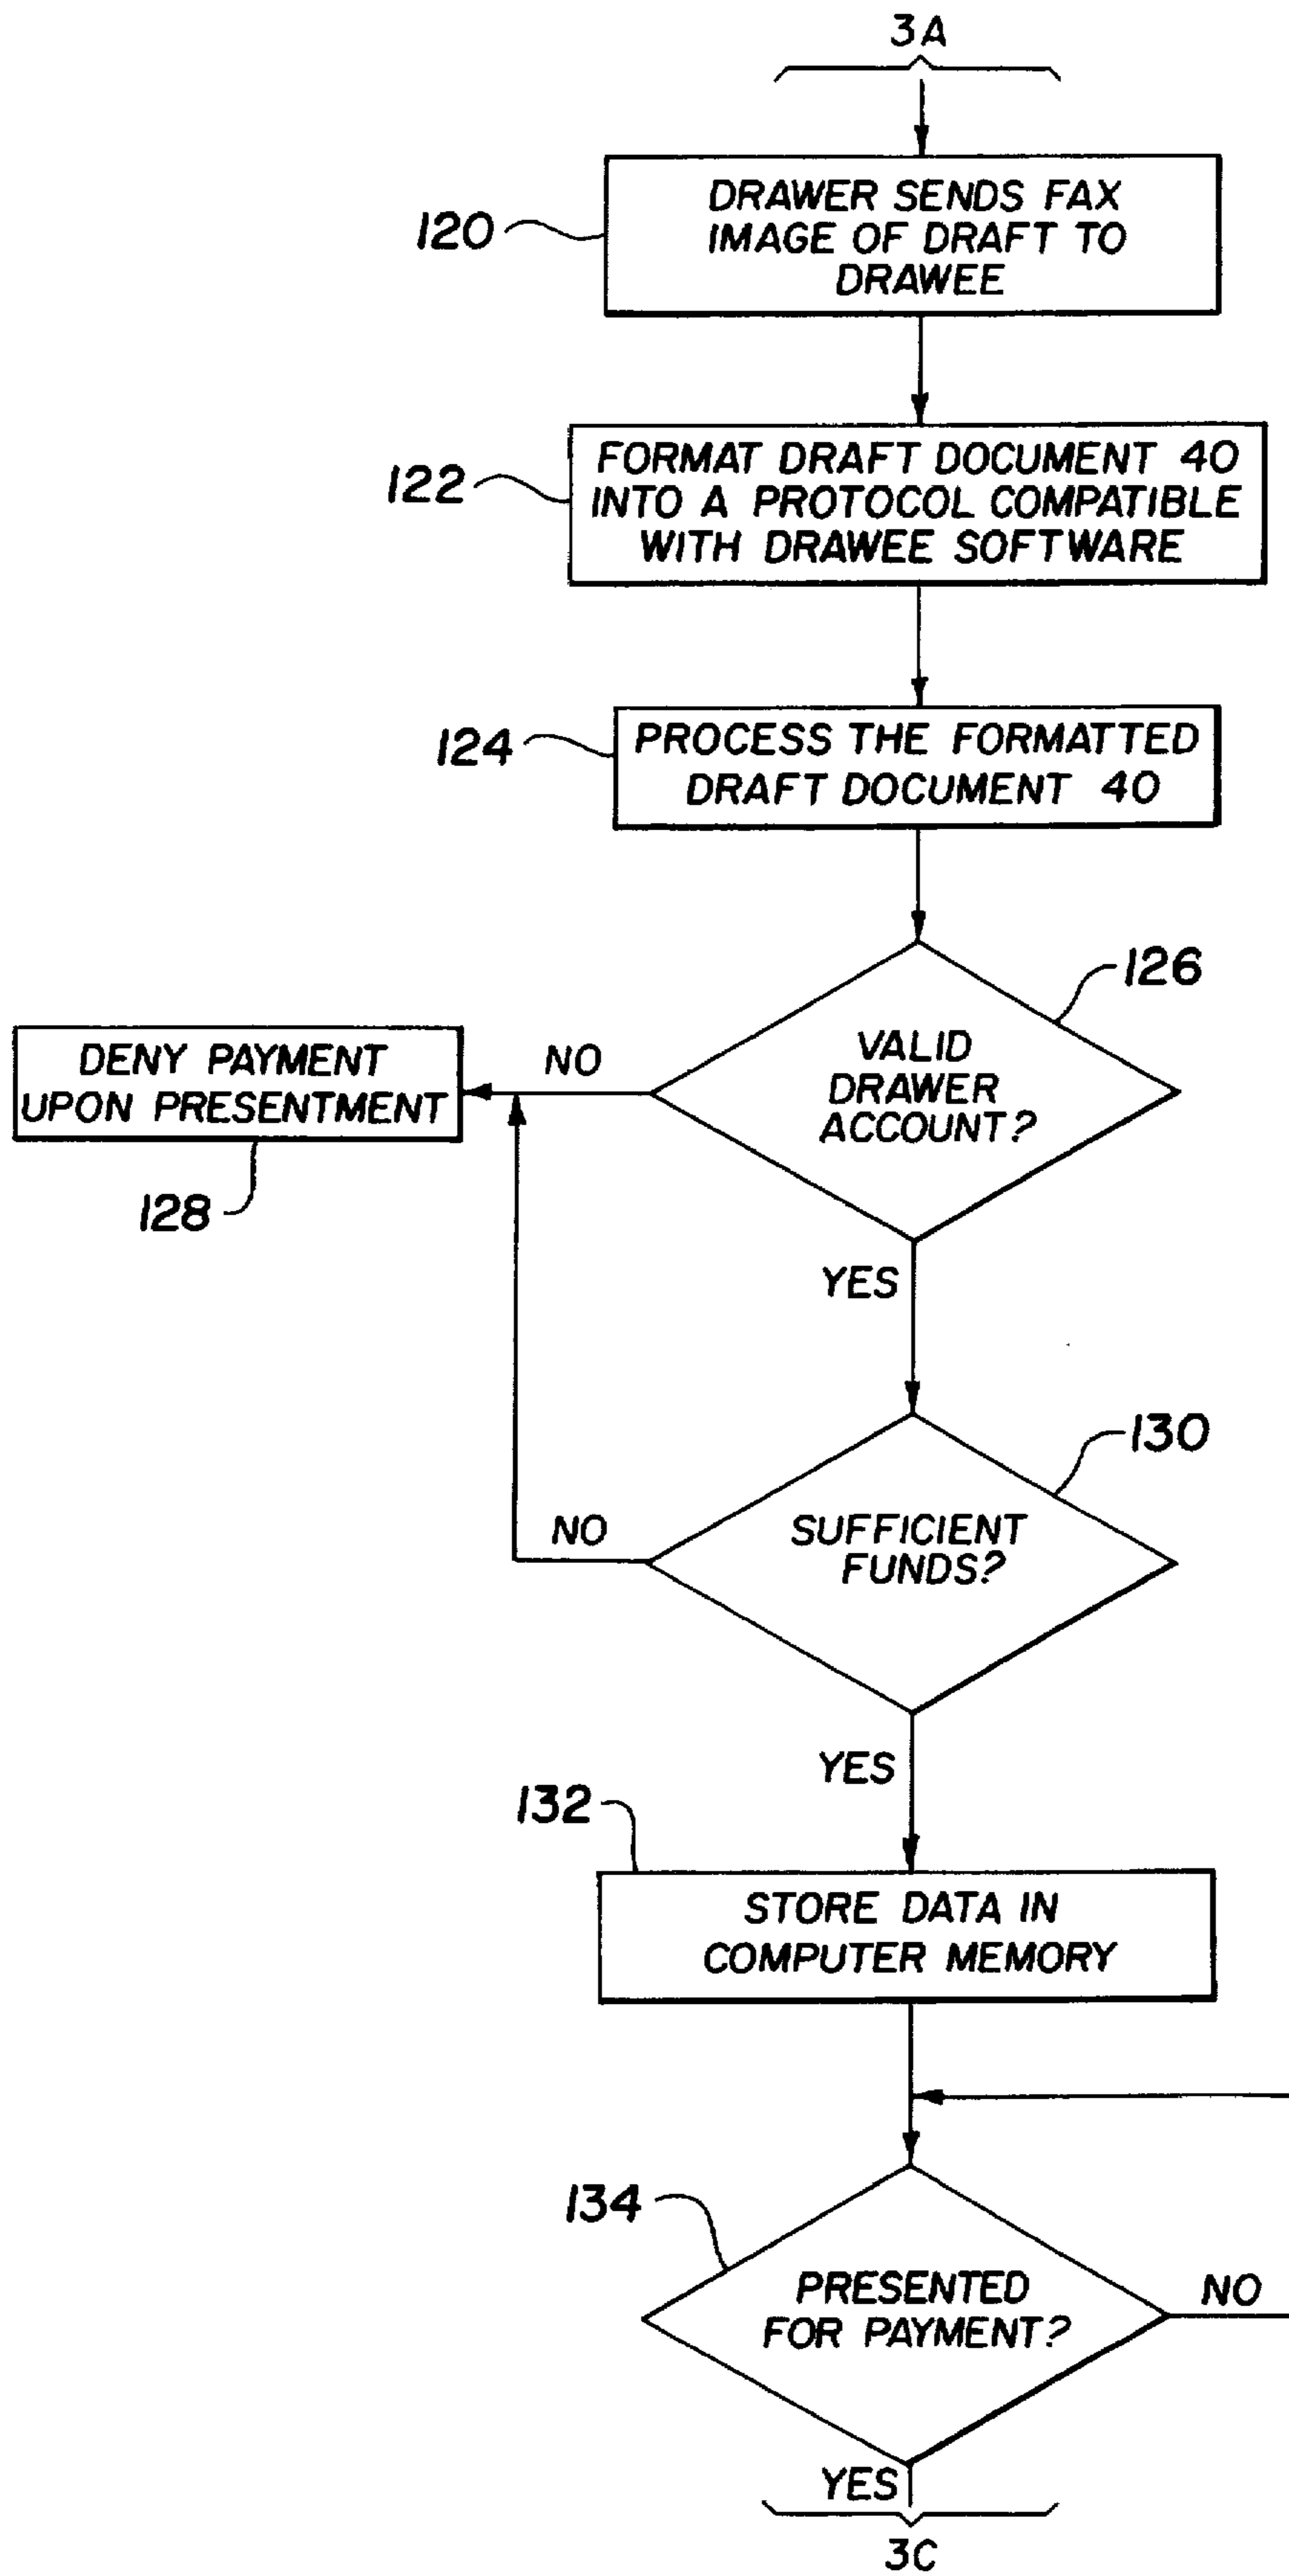 3A
120
DRAWER SENDS FAX
IMAGE OF DRAFT TO
DRAWEE
122
FORMAT DRAFT DOCUMENT 40
INTO A PROTOCOL COMPATIBLE
WITH DRAWEE SOFTWARE
124
PROCESS THE FORMATTED
DRAFT DOCUMENT 40
126
VALID
DRAWER
ACCOUNT?
NO
DENY PAYMENT
UPON PRESENTMENT
128
YES
130
SUFFICIENT
FUNDS?
NO
YES
132
STORE DATA IN
COMPUTER MEMORY
134
PRESENTED
FOR PAYMENT?
NO
YES
3C